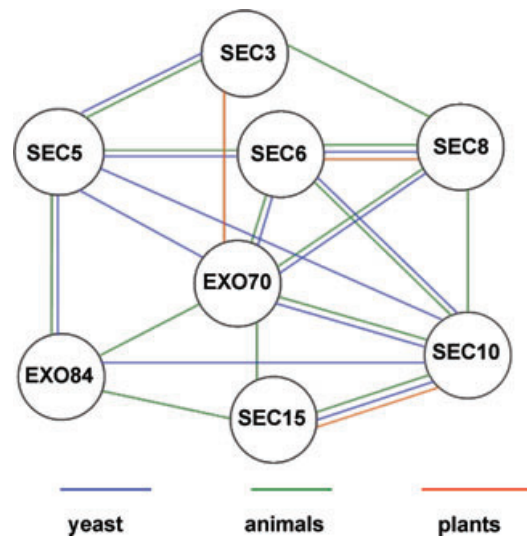 SEC3
SEC5
SEC6
SEC8
EXO70
EXO84
SEC10
SEC15
yeast animals plants